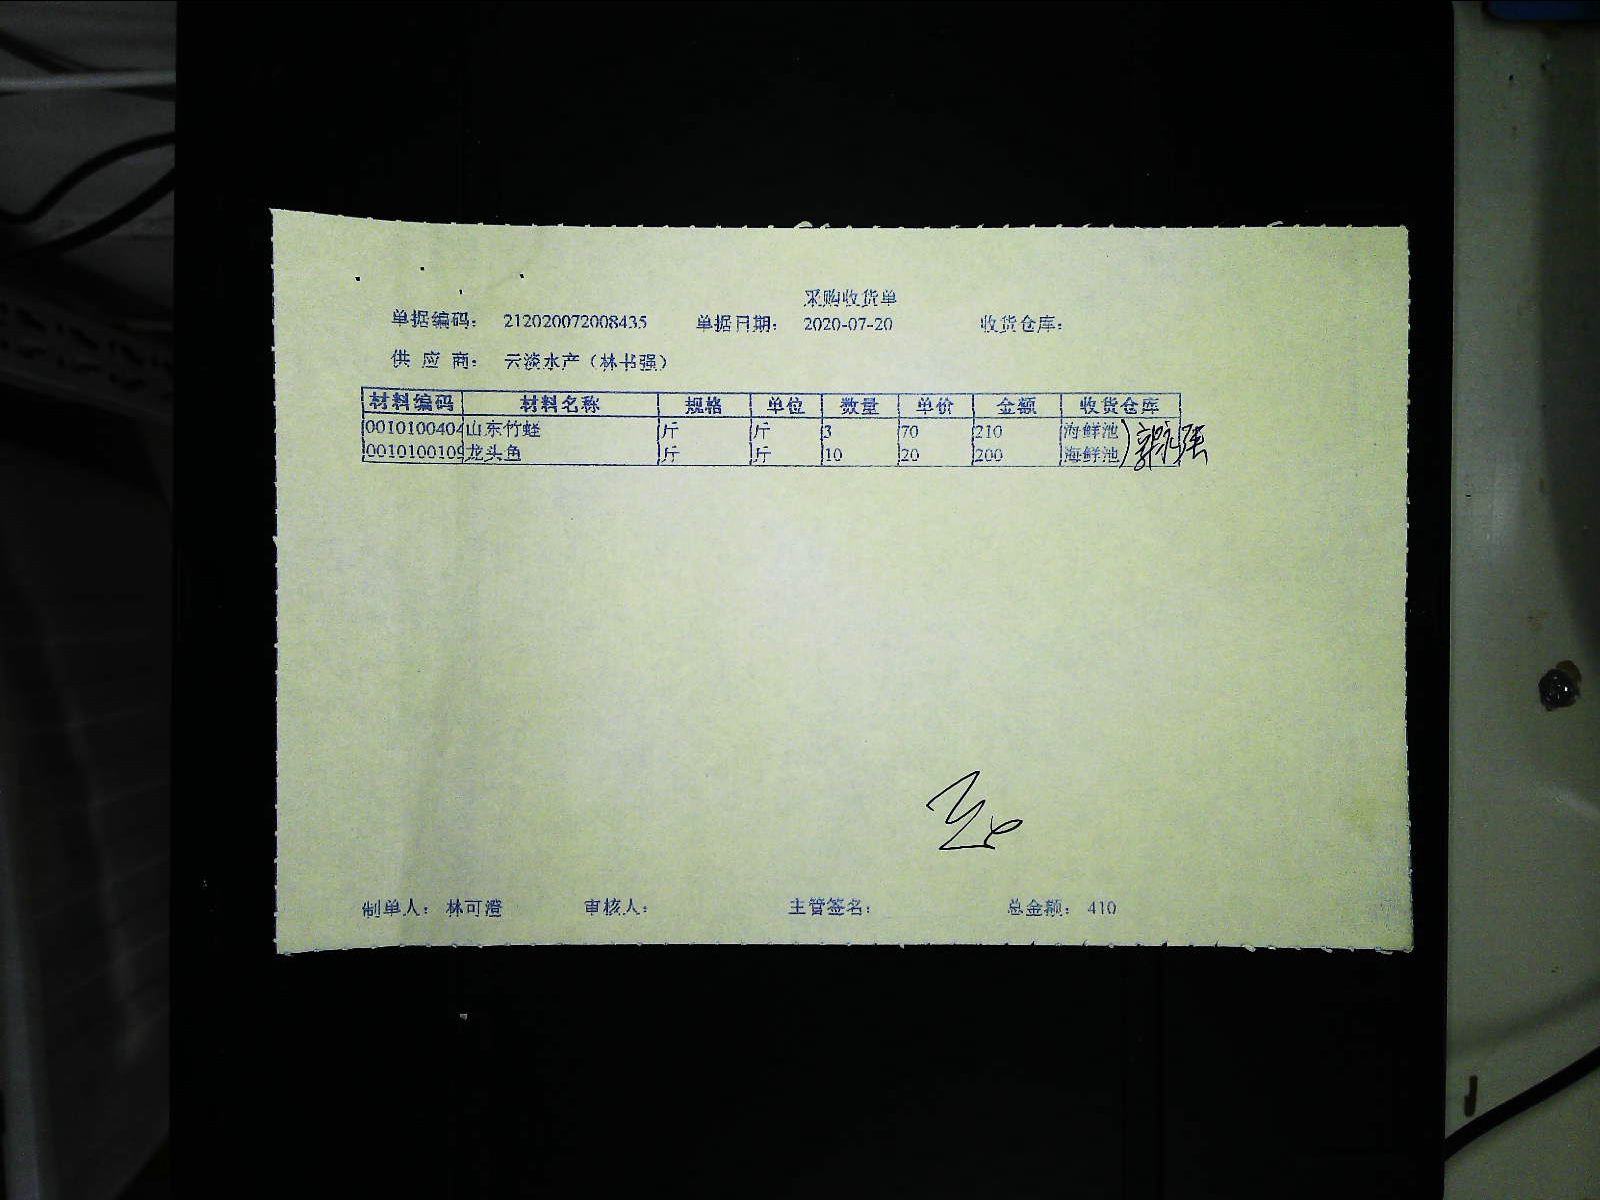 采购收货单
单据编码： 212020072008435 单据日期： 2020-07-20 收货仓库：
供 应 商： 云淡水产（林书强）
材料编码 材料名称 规格 单位 数量 单价 金额 收货仓库
0010100404 山东竹蛏 斤 斤 3 70 210 海鲜池
0010100109 龙头鱼 斤 斤 10 20 200 海鲜池
制单人： 林可澄 审核人： 主管签名： 总金额： 410